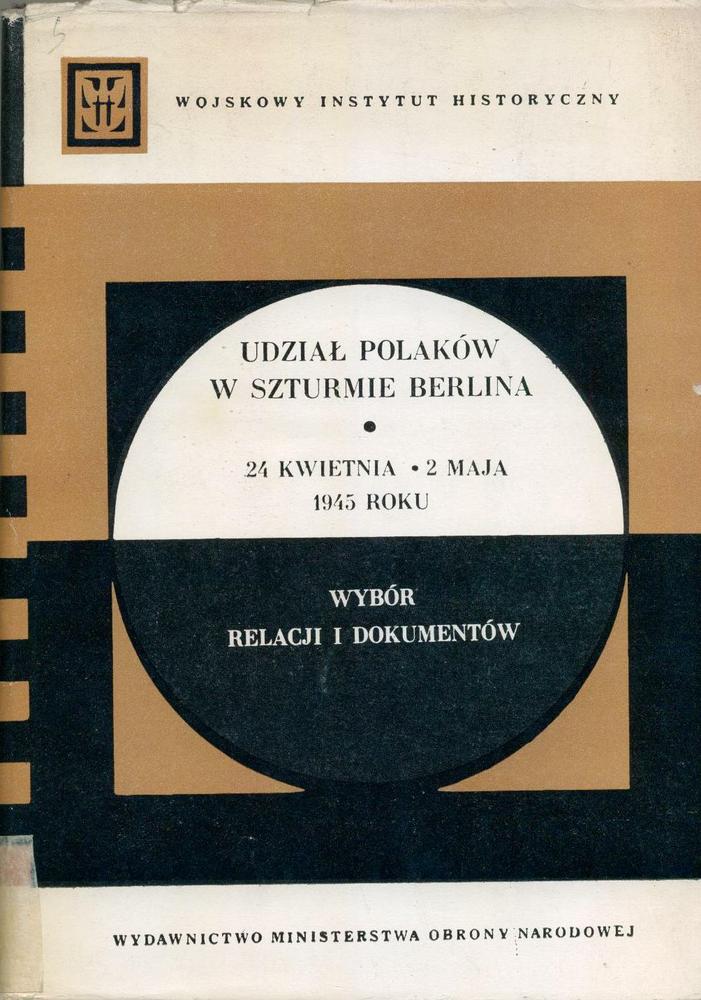 WOJSKOWY INSTYTUT HISTORYCZNY
UDZIAŁ POLAKÓW
W SZTURMIE BERLINA
•
24 KWIETNIA • 2 MAJA
1945 ROKU
WYBÓR
RELACJI I DOKUMENTÓW
WYDAWNICTWO MINISTERSTWA OBRONY NARODOWEJ